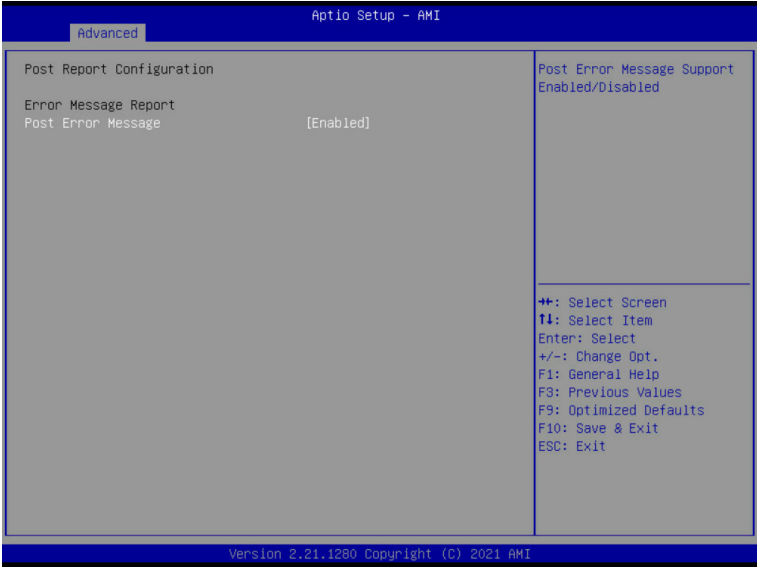 Aptio Setup – AMI
Advanced
Post Report Configuration
Error Message Report
Post Error Message [Enabled]
Post Error Message Support
Enabled/Disabled
→←: Select Screen
↑↓: Select Item
Enter: Select
+/-: Change Opt.
F1: General Help
F3: Previous Values
F9: Optimized Defaults
F10: Save & Exit
ESC: Exit
Version 2.21.1280 Copyright (C) 2021 AMI